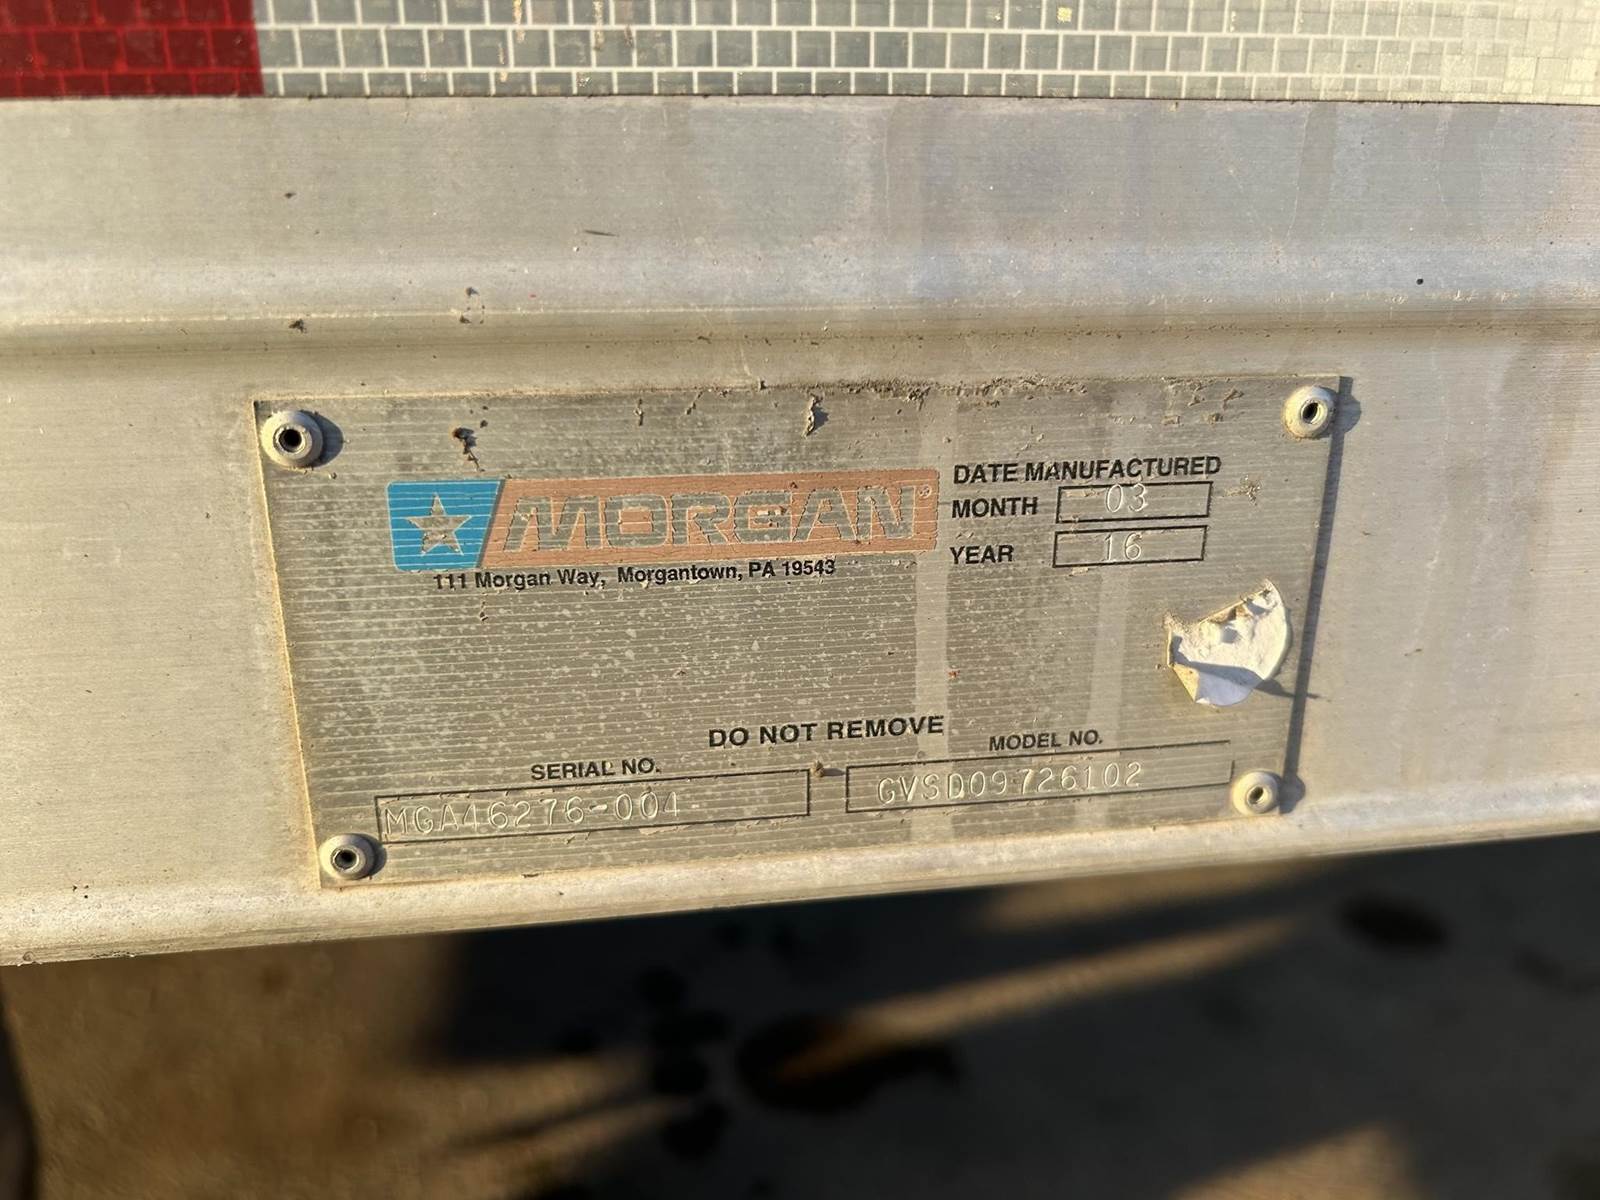 MORGAN®
111 Morgan Way, Morgantown, PA 19543
DATE MANUFACTURED
MONTH 03
YEAR 16
DO NOT REMOVE
SERIAL NO.
MGA46276-004
MODEL NO.
GVSD09726102